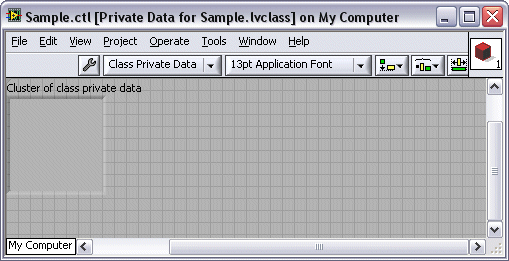 Sample.ctl [Private Data for Sample.lvclass] on My Computer
File Edit View Project Operate Tools Window Help
Class Private Data 13pt Application Font
1
Cluster of class private data
My Computer